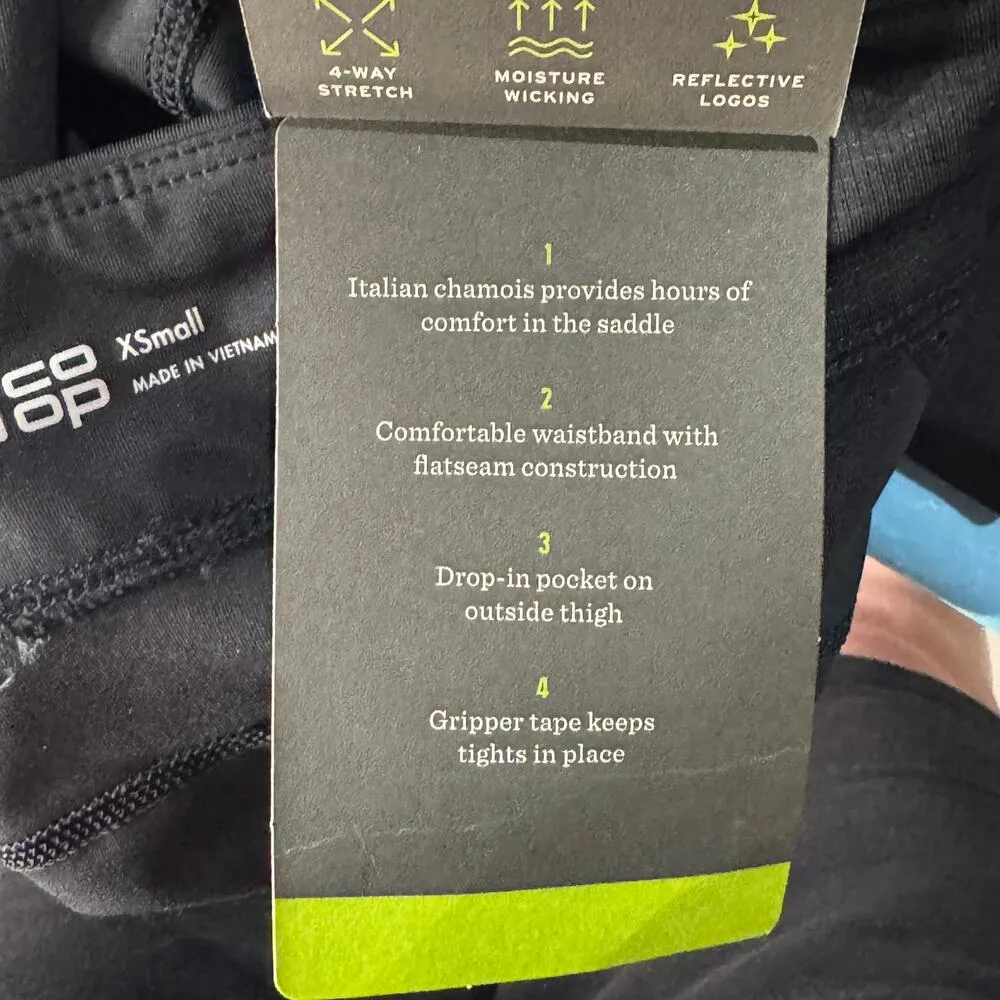 4-WAY
STRETCH
MOISTURE
WICKING
REFLECTIVE
LOGOS
1
Italian chamois provides hours of
comfort in the saddle
2
Comfortable waistband with
flatseam construction
3
Drop-in pocket on
outside thigh
4
Gripper tape keeps
tights in place
CO
OP
XSmall
MADE IN VIETNAM